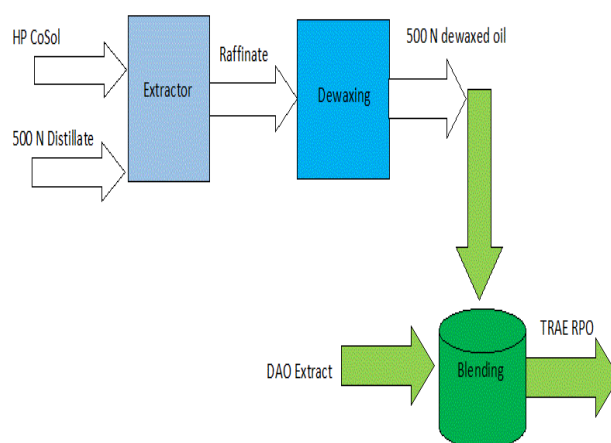 HP CoSol
500 N Distillate
Extractor
Raffinate
Dewaxing
500 N dewaxed oil
DAO Extract
Blending
TRAE RPO